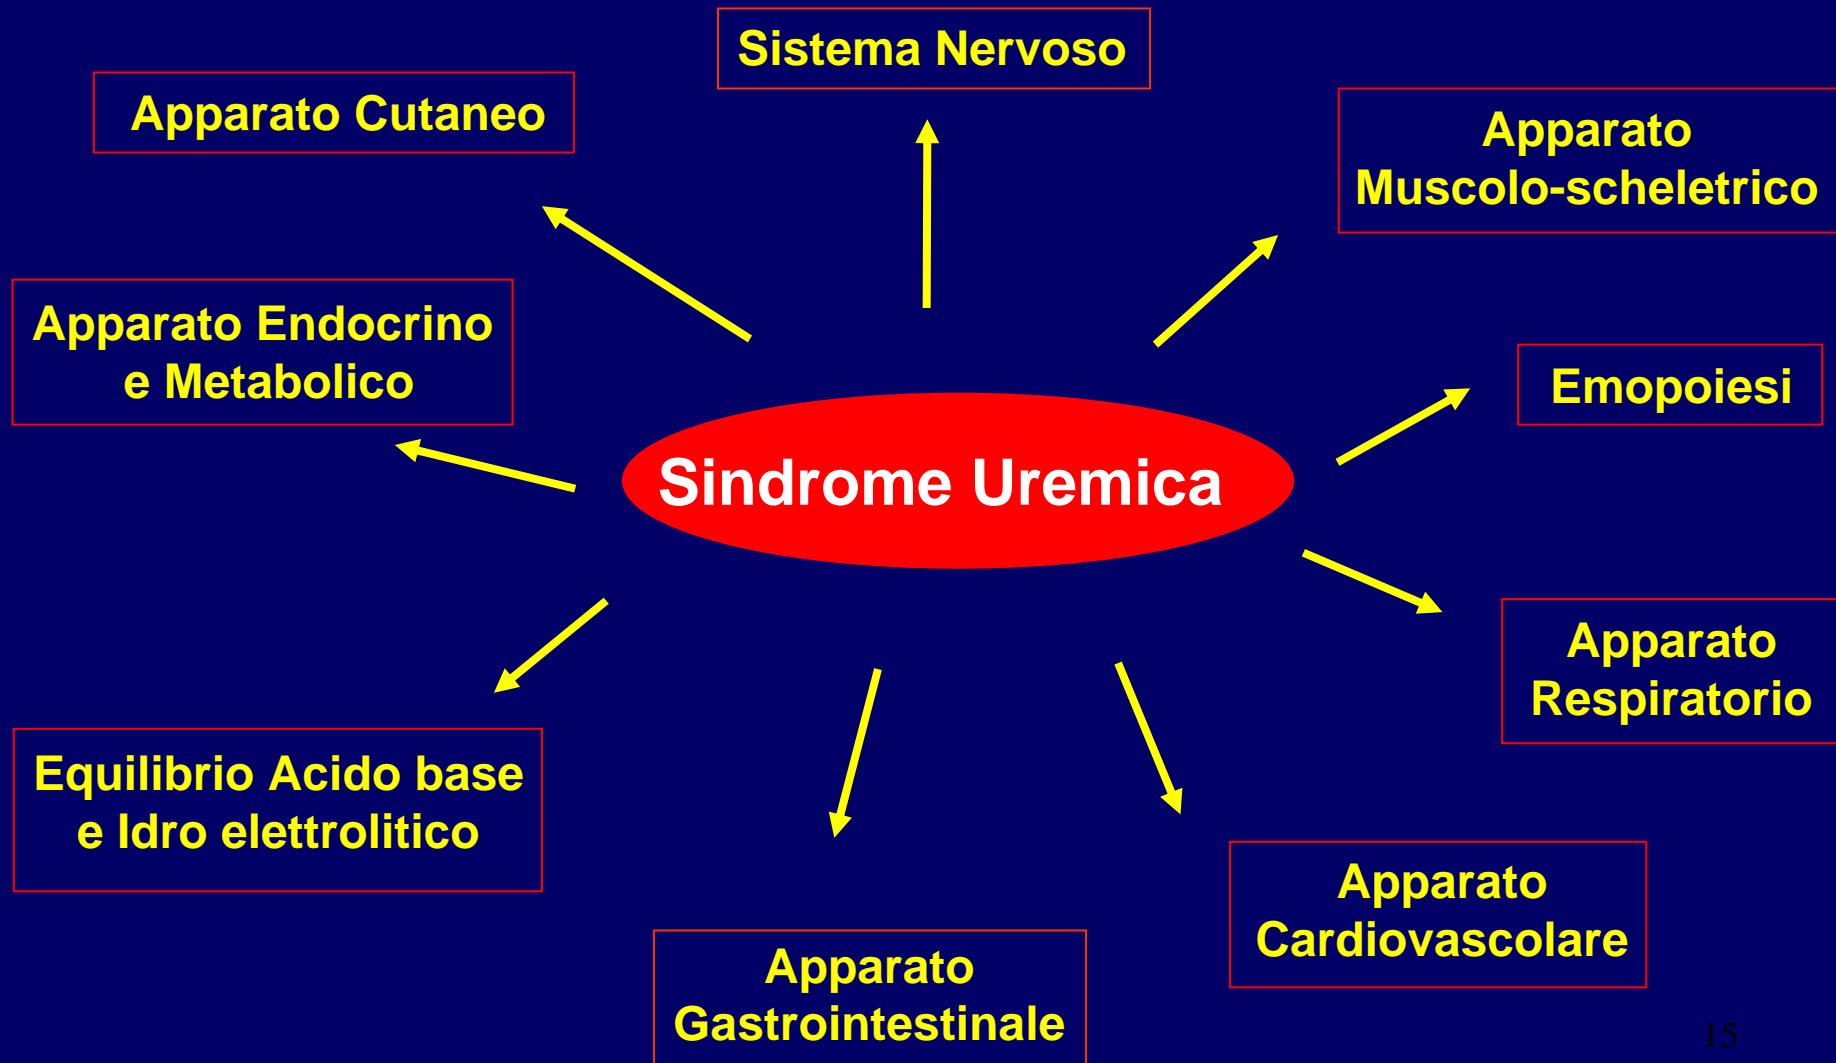 Sistema Nervoso
Apparato Cutaneo
Apparato
Muscolo-scheletrico
Apparato Endocrino
e Metabolico
Emopoiesi
Sindrome Uremica
Apparato
Respiratorio
Equilibrio Acido base
e Idro elettrolitico
Apparato
Cardiovascolare
Apparato
Gastrointestinale
15